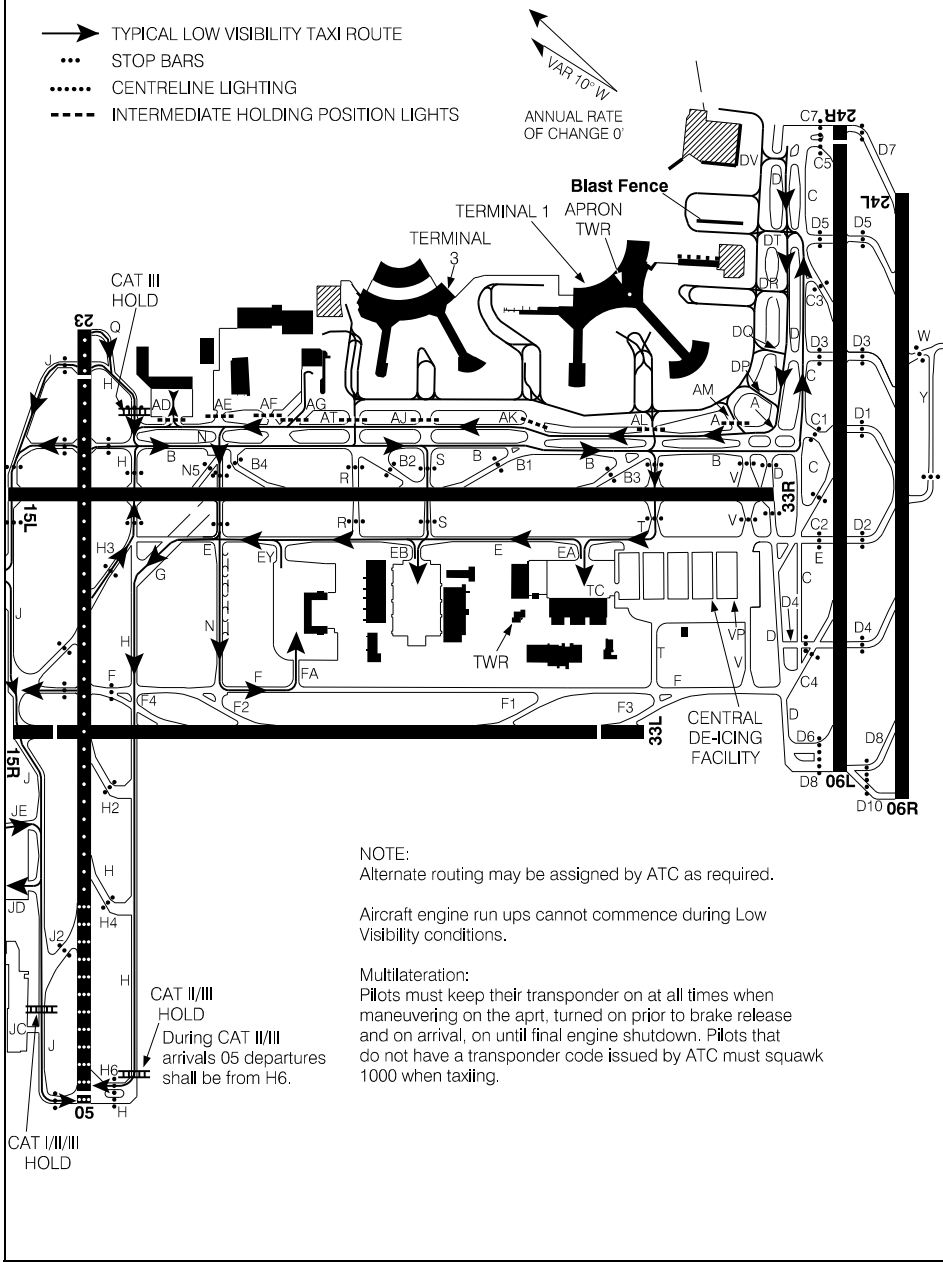 TYPICAL LOW VISIBILITY TAXI ROUTE
STOP BARS
CENTRELINE LIGHTING
INTERMEDIATE HOLDING POSITION LIGHTS
VAR 10° W
ANNUAL RATE
OF CHANGE 0'
C7
24R
D7
C5
DV
D
24L
Blast Fence
TERMINAL 1
APRON
TWR
TERMINAL
3
C
D5
D5
DT
DR
CAT III
HOLD
C3
23
Q
J
H
DQ
D
D3
D3
W
DP
C
Y
AD
AE
AF
AG
AT
AJ
AK
AL
AM
A
A
A
C1
D1
N
B
H
N5
B4
R
B2
S
B
B1
B
B3
B
V
D
C
15L
33R
R
S
T
V
C2
D2
H3
G
E
EY
EB
E
EA
E
C
J
H
N
TC
D4
TWR
T
VP
V
D
D4
F
F
FA
F
C4
F4
F2
F1
F3
33L
CENTRAL
DE-ICING
FACILITY
D
15R
J
D6
D8
D8
06L
D10
06R
H2
JE
NOTE:
Alternate routing may be assigned by ATC as required.
H
JD
H4
Aircraft engine run ups cannot commence during Low
Visibility conditions.
J2
H
Multilateration:
Pilots must keep their transponder on at all times when
maneuvering on the aprt, turned on prior to brake release
and on arrival, on until final engine shutdown. Pilots that
do not have a transponder code issued by ATC must squawk
1000 when taxiing.
CAT II/III
HOLD
During CAT II/III
arrivals 05 departures
shall be from H6.
JC
J
H6
05
H
CAT I/II/III
HOLD